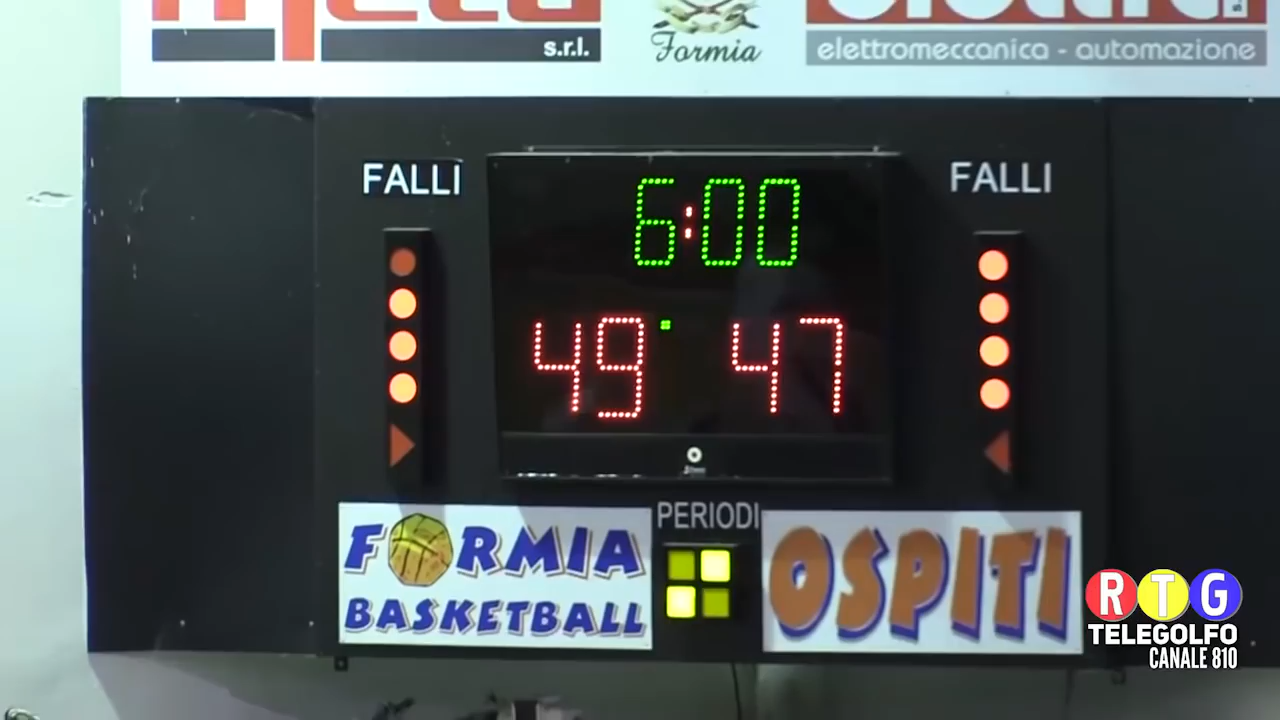 s.r.l.
Formia
elettromeccanica - automazione
FALLI
FALLI
6:00
49 47
PERIODI
FORMIA
BASKETBALL
OSPITI
RTG
TELEGOLFO
CANALE 810